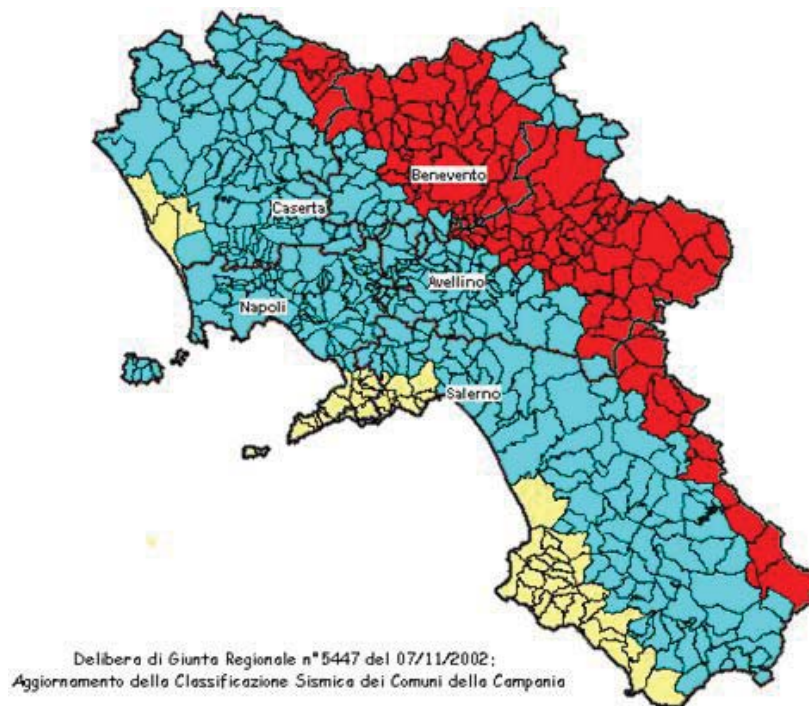 Benevento
Caserta
Avellino
Napoli
Salerno
Delibera di Giunta Regionale n°5447 del 07/11/2002;
Aggiornamento della Classificazione Sismica dei Comuni della Campania